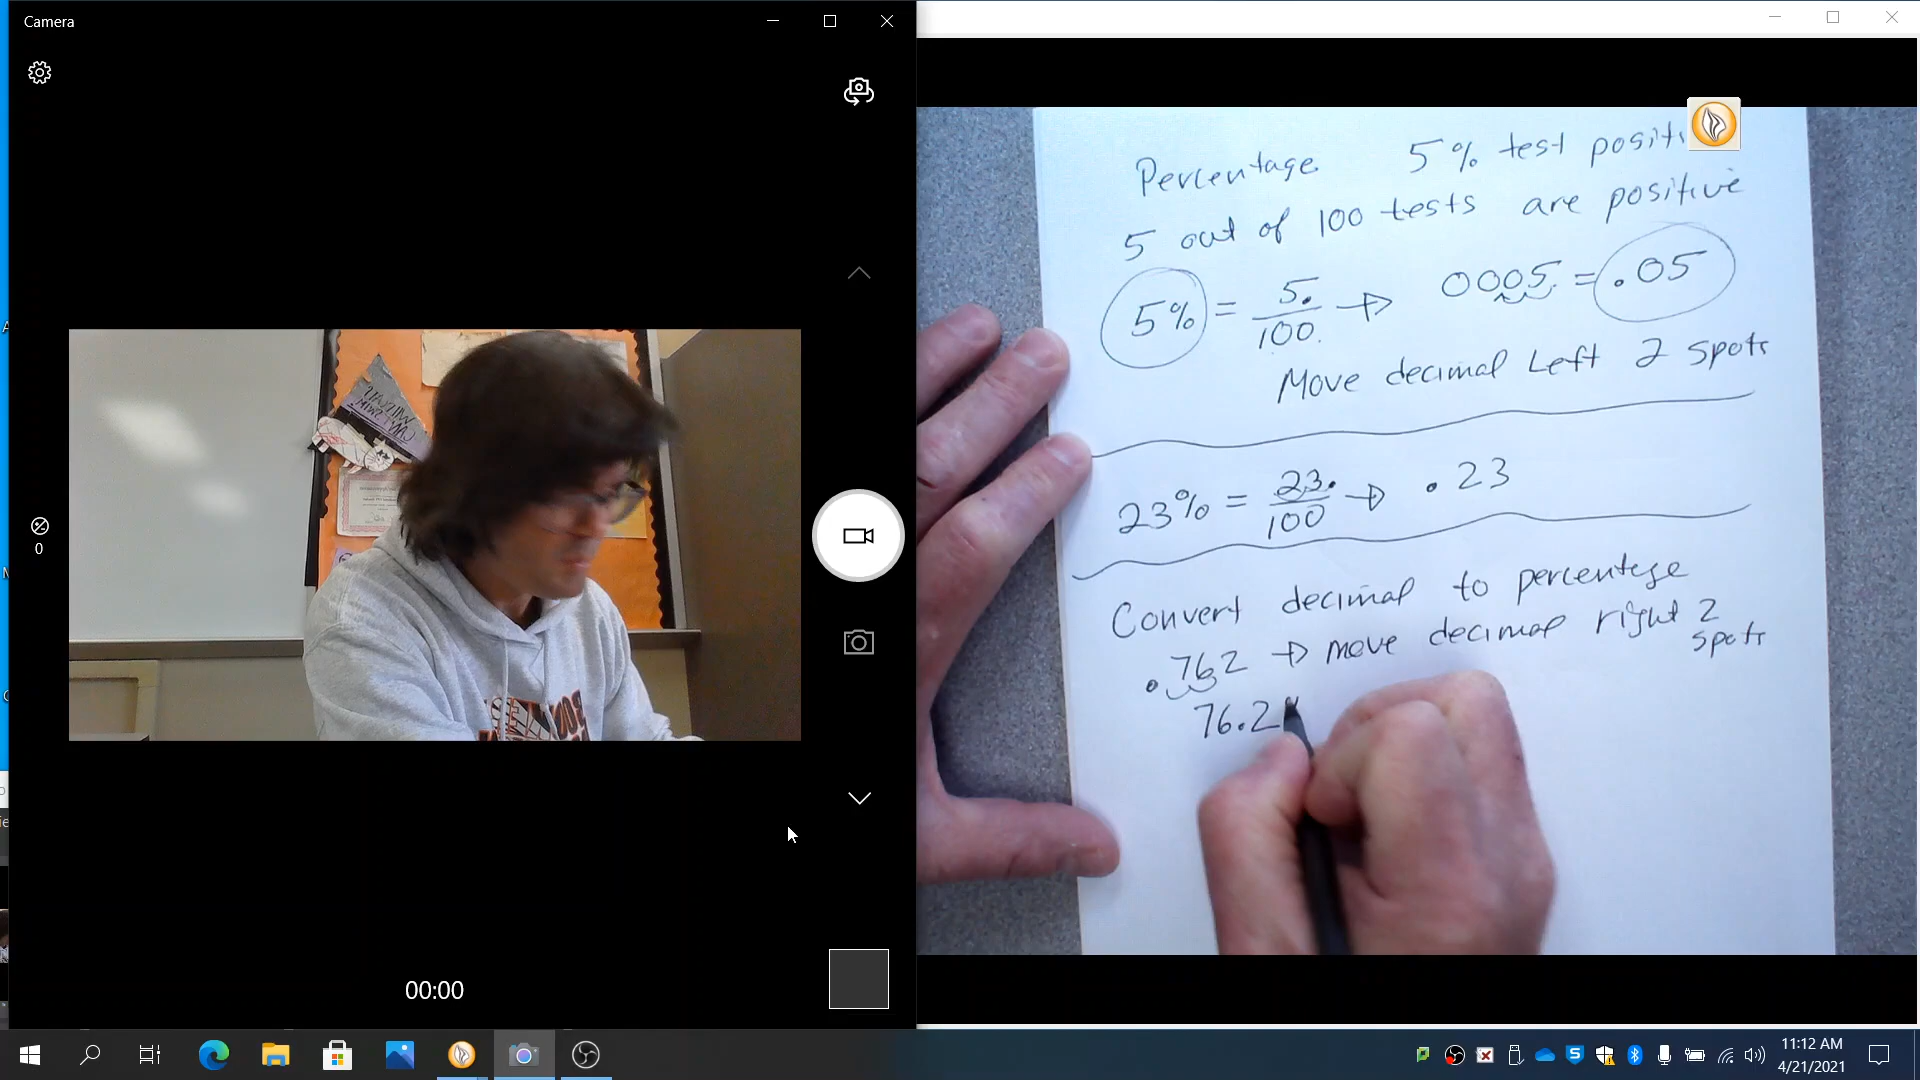 Camera
Percentage 5% test positi
5 out of 100 tests are positive
5% = 5./100. → 0005. = .05
Move decimal Left 2 spots
23% = 23./100 → .23
Convert decimal to percentege
.762 → move decimal right 2 spots
76.2%
0
00:00
11:12 AM
4/21/2021